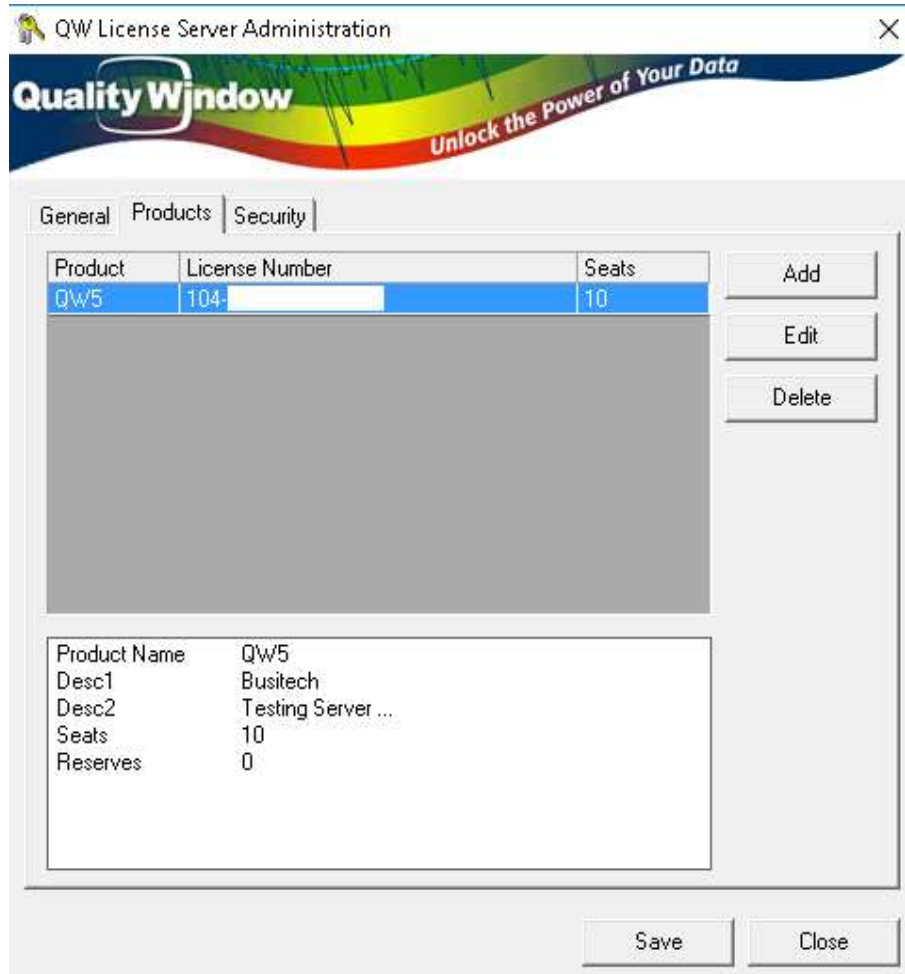 QW License Server Administration
Quality Window
Unlock the Power of Your Data
General Products Security
Product License Number Seats
QW5 104- 10
Add
Edit
Delete
Product Name QW5
Desc1 Busitech
Desc2 Testing Server ...
Seats 10
Reserves 0
Save Close